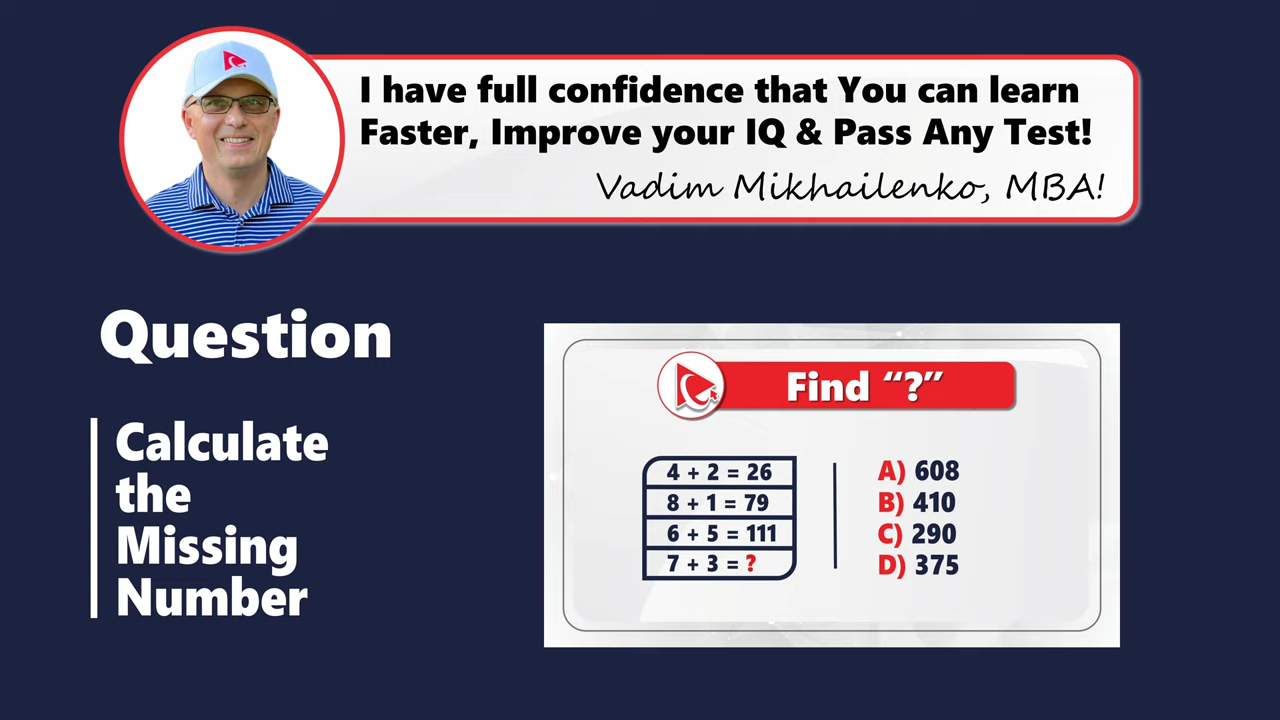 I have full confidence that You can learn
Faster, Improve your IQ & Pass Any Test!
Vadim Mikhailenko, MBA!
Question
Calculate
the
Missing
Number
Find “?”
4 + 2 = 26
8 + 1 = 79
6 + 5 = 111
7 + 3 = ?
A) 608
B) 410
C) 290
D) 375